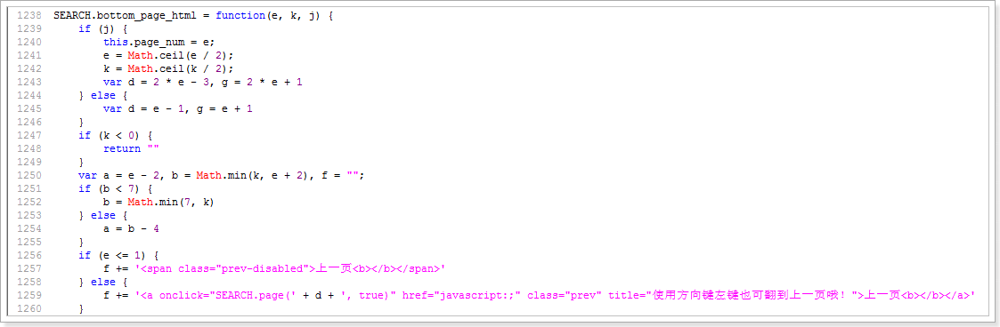 1238 SEARCH.bottom_page_html = function(e, k, j) {
1239     if (j) {
1240         this.page_num = e;
1241         e = Math.ceil(e / 2);
1242         k = Math.ceil(k / 2);
1243         var d = 2 * e - 3, g = 2 * e + 1
1244     } else {
1245         var d = e - 1, g = e + 1
1246     }
1247     if (k < 0) {
1248         return ""
1249     }
1250     var a = e - 2, b = Math.min(k, e + 2), f = "";
1251     if (b < 7) {
1252         b = Math.min(7, k)
1253     } else {
1254         a = b - 4
1255     }
1256     if (e <= 1) {
1257         f += '<span class="prev-disabled">上一页<b></b></span>'
1258     } else {
1259         f += '<a onclick="SEARCH.page(' + d + ', true)" href="javascript:;" class="prev" title="使用方向键左键也可翻到上一页哦！">上一页<b></b></a>'
1260     }